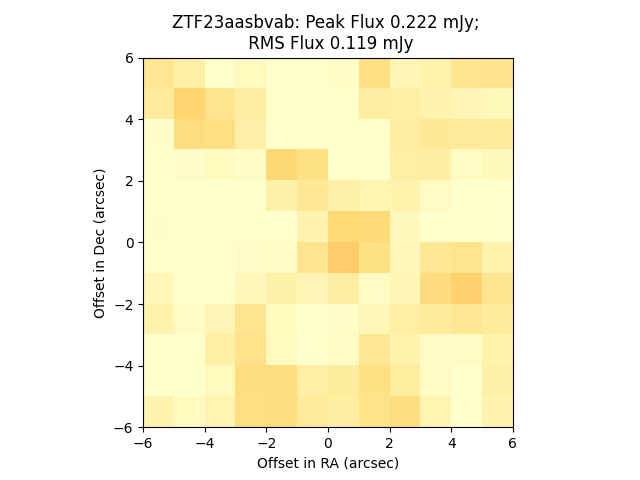 ZTF23aasbvab: Peak Flux 0.222 mJy;
RMS Flux 0.119 mJy
6
4
2
0
−2
−4
−6
Offset in Dec (arcsec)
−6 −4 −2 0 2 4 6
Offset in RA (arcsec)